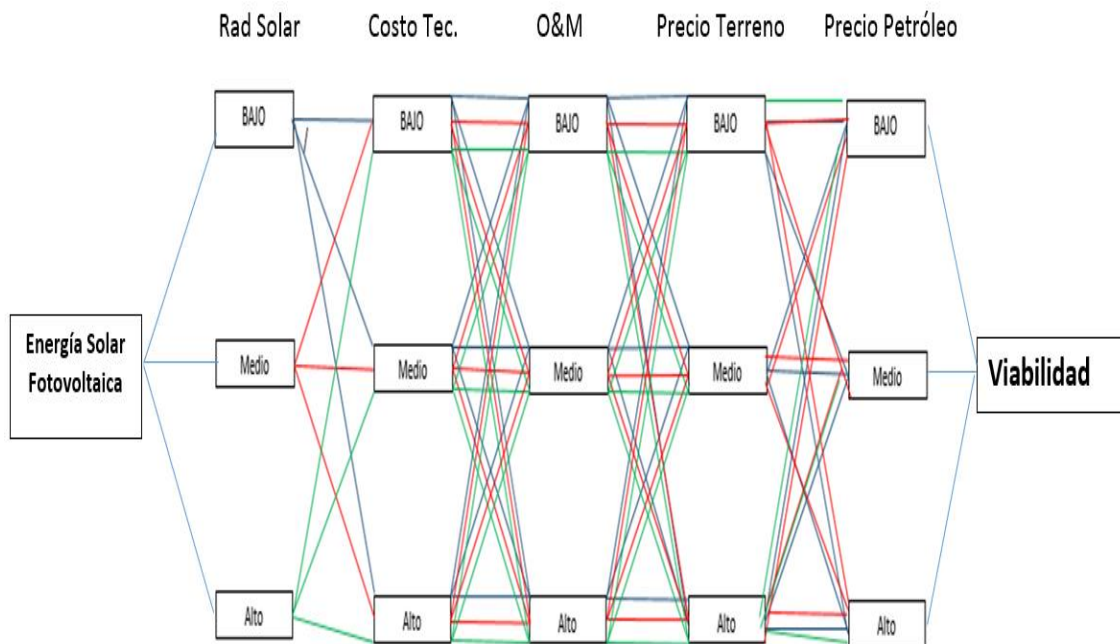 Rad Solar
Costo Tec.
O&M
Precio Terreno
Precio Petróleo
BAJO
BAJO
BAJO
BAJO
BAJO
Energía Solar
Fotovoltaica
Medio
Medio
Medio
Medio
Medio
Viabilidad
Alto
Alto
Alto
Alto
Alto